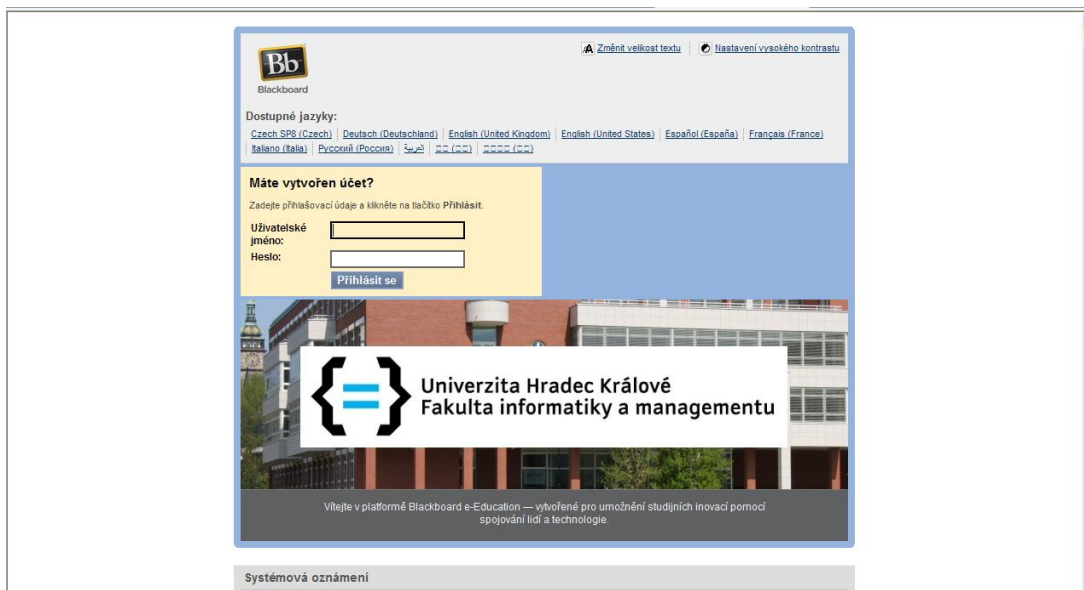 Bb
Blackboard
Změnit velikost textu
Nastavení vysokého kontrastu
Dostupné jazyky:
Czech SP8 (Czech) Deutsch (Deutschland) English (United Kingdom) English (United States) Español (España) Français (France)
Italiano (Italia) Русский (Россия) العربية □□ (□□) □□□□ (□□)
Máte vytvořen účet?
Zadejte přihlašovací údaje a klikněte na tlačítko Přihlásit.
Uživatelské
jméno:
Heslo:
Přihlásit se
{=} Univerzita Hradec Králové
Fakulta informatiky a managementu
Vítejte v platformě Blackboard e-Education — vytvořené pro umožnění studijních inovací pomocí
spojování lidí a technologie.
Systémová oznámení